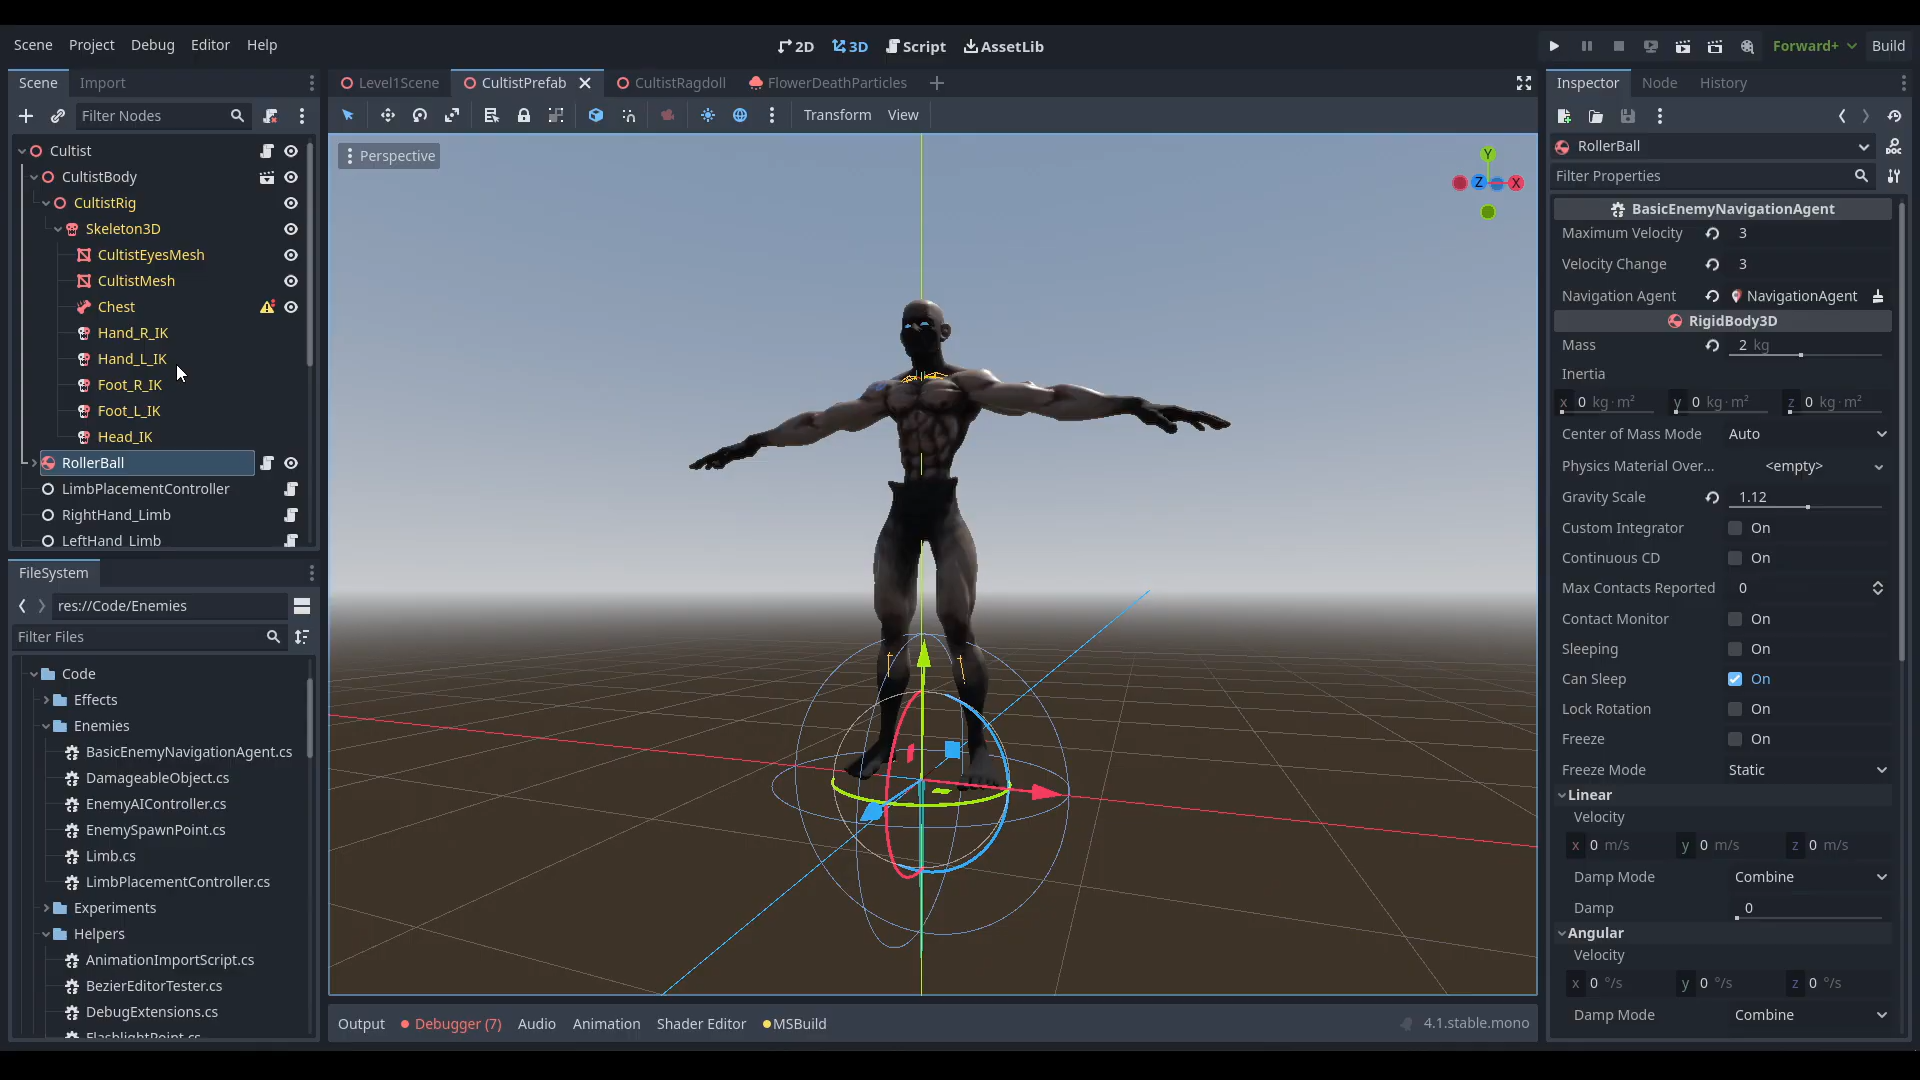 Scene Project Debug Editor Help
2D 3D Script AssetLib
Forward+ Build
Scene Import
Filter Nodes
Cultist
CultistBody
CultistRig
Skeleton3D
CultistEyesMesh
CultistMesh
Chest
Hand_R_IK
Hand_L_IK
Foot_R_IK
Foot_L_IK
Head_IK
RollerBall
LimbPlacementController
RightHand_Limb
LeftHand_Limb
FileSystem
res://Code/Enemies
Filter Files
Code
Effects
Enemies
BasicEnemyNavigationAgent.cs
DamageableObject.cs
EnemyAIController.cs
EnemySpawnPoint.cs
Limb.cs
LimbPlacementController.cs
Experiments
Helpers
AnimationImportScript.cs
BezierEditorTester.cs
DebugExtensions.cs
FlashlightPoint.cs
Level1Scene CultistPrefab CultistRagdoll FlowerDeathParticles
Transform View
Perspective
Y
Z X
Output Debugger (7) Audio Animation Shader Editor MSBuild
4.1.stable.mono
Inspector Node History
RollerBall
Filter Properties
BasicEnemyNavigationAgent
Maximum Velocity 3
Velocity Change 3
Navigation Agent NavigationAgent
RigidBody3D
Mass 2 kg
Inertia
x 0 kg·m² y 0 kg·m² z 0 kg·m²
Center of Mass Mode Auto
Physics Material Over... <empty>
Gravity Scale 1.12
Custom Integrator On
Continuous CD On
Max Contacts Reported 0
Contact Monitor On
Sleeping On
Can Sleep On
Lock Rotation On
Freeze On
Freeze Mode Static
Linear
Velocity
x 0 m/s y 0 m/s z 0 m/s
Damp Mode Combine
Damp 0
Angular
Velocity
x 0 °/s y 0 °/s z 0 °/s
Damp Mode Combine